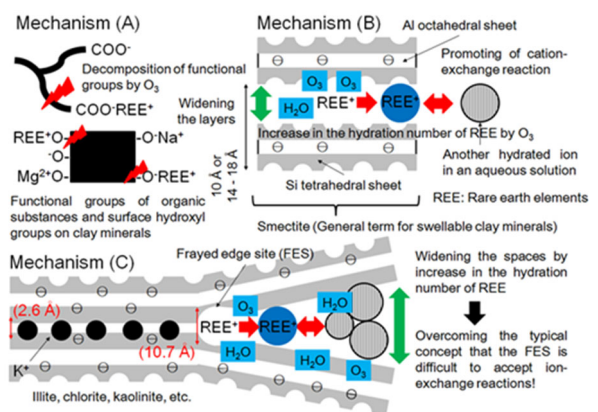 Mechanism (A)
COO-
Decomposition of functional
groups by O3
COO-REE+
REE+O-
-O-Na+
-O
Mg2+O-
-O-REE+
Functional groups of organic
substances and surface hydroxyl
groups on clay minerals
Mechanism (B)
Al octahedral sheet
Promoting of cation-
exchange reaction
O3
O3
Widening
the layers
H2O
REE+
REE+
Increase in the hydration number of REE by O3
10 Å or
14 - 18 Å
Another hydrated ion
in an aqueous solution
Si tetrahedral sheet
REE: Rare earth elements
Smectite (General term for swellable clay minerals)
Mechanism (C)
Frayed edge site (FES)
(2.6 Å)
O3
H2O
REE+
REE+
(10.7 Å)
K+
H2O
H2O
O3
Illite, chlorite, kaolinite, etc.
Widening the spaces by
increase in the hydration
number of REE
Overcoming the typical
concept that the FES is
difficult to accept ion-
exchange reactions!